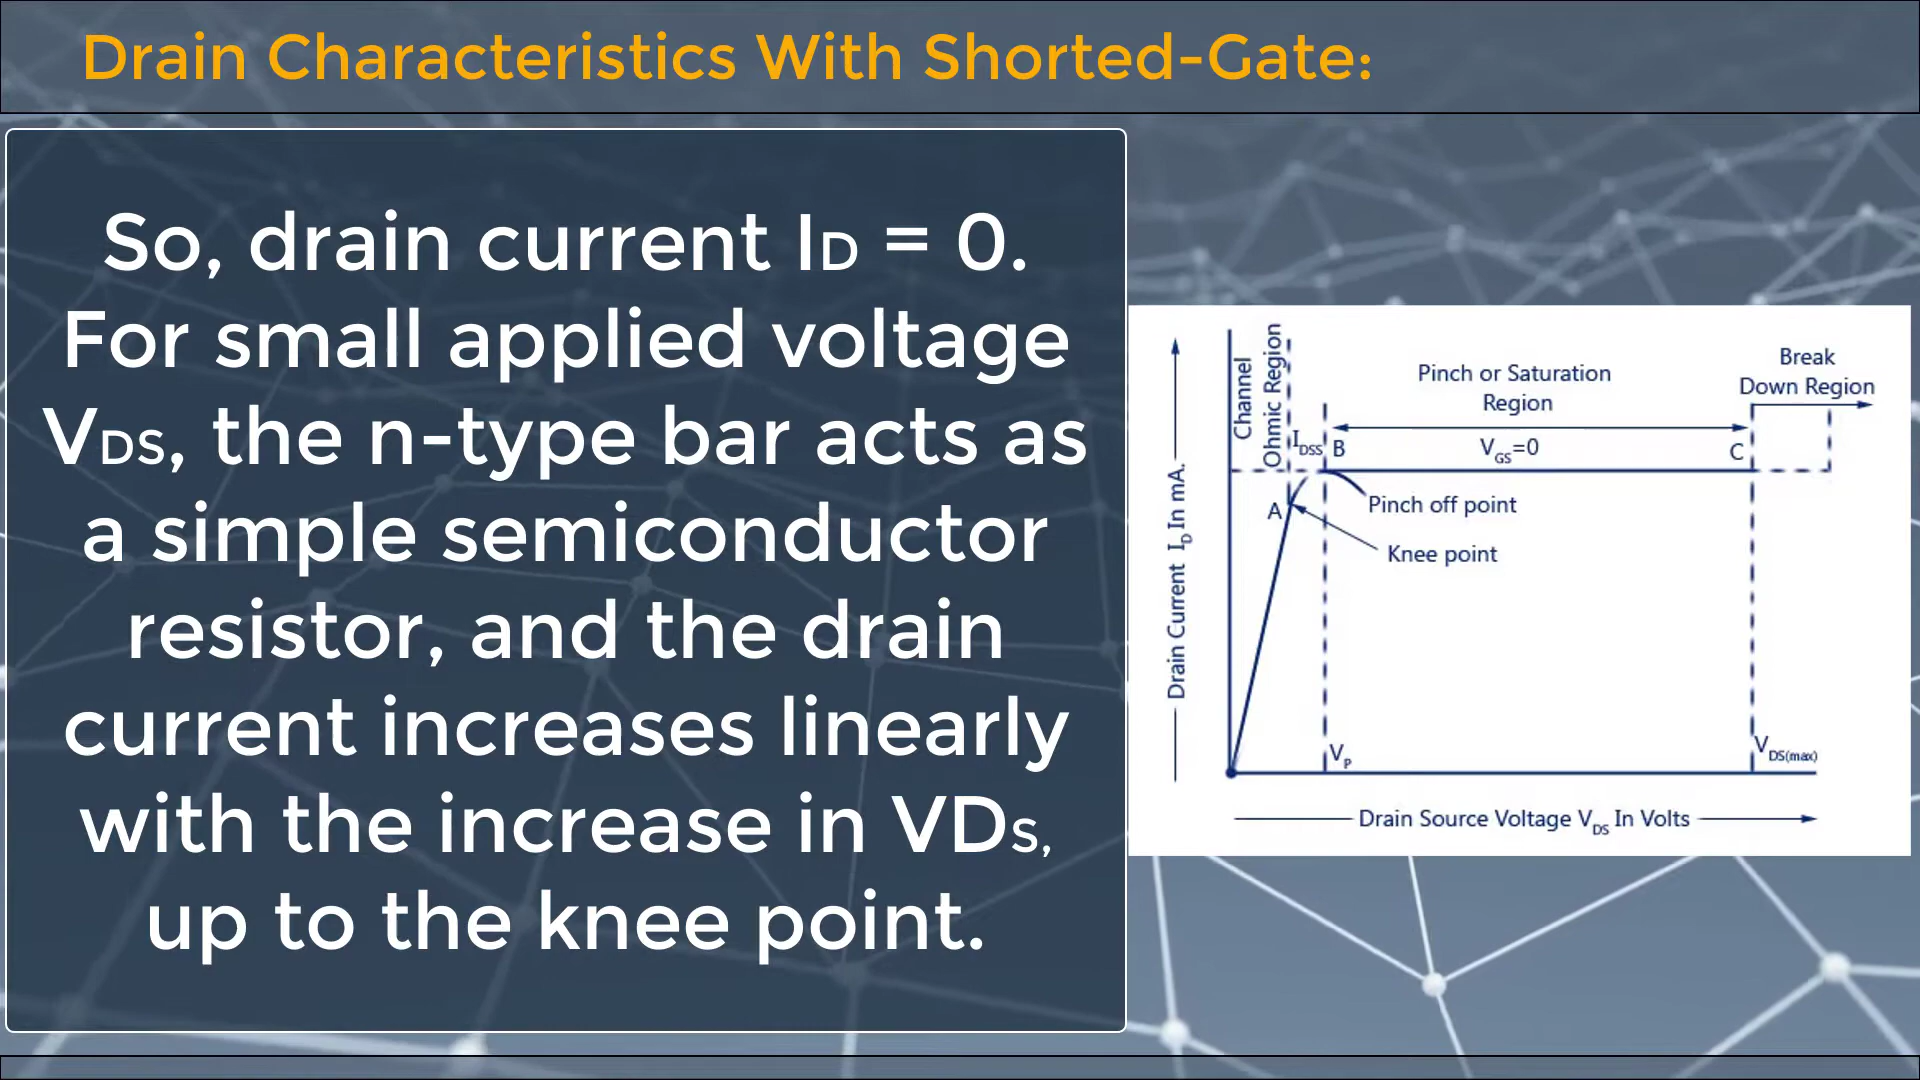 Drain Characteristics With Shorted-Gate:
So, drain current ID = 0.
For small applied voltage
VDS, the n-type bar acts as
a simple semiconductor
resistor, and the drain
current increases linearly
with the increase in VDS,
up to the knee point.
Channel
Ohmic Region
Pinch or Saturation
Region
Break
Down Region
IDSS
B
VGS=0
C
A
Pinch off point
Knee point
Drain Current ID In mA.
VP
VDS(max)
Drain Source Voltage VDS In Volts